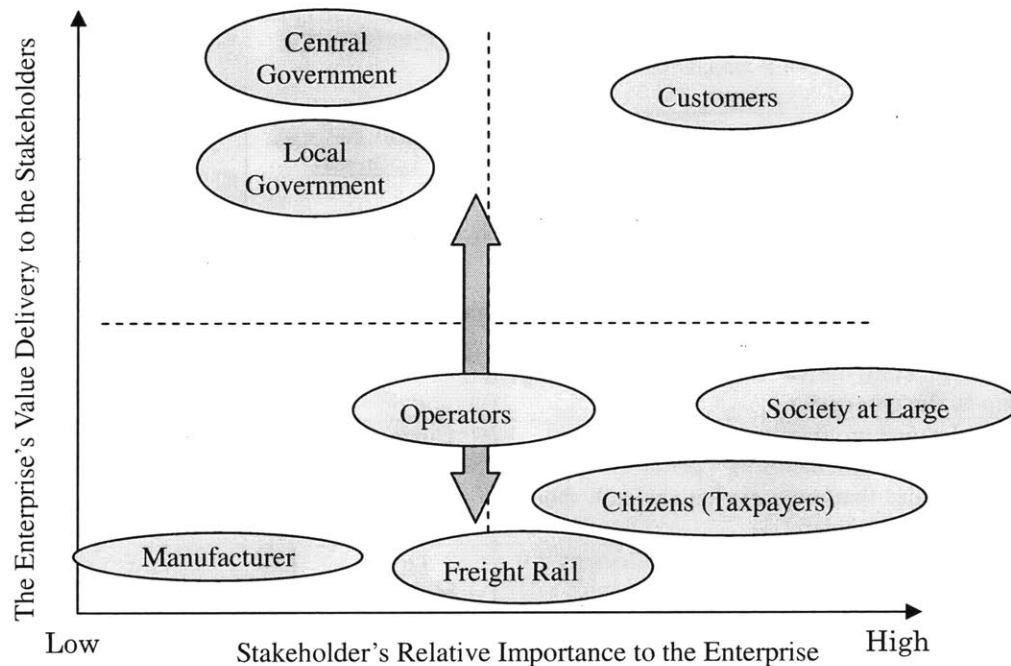 The Enterprise's Value Delivery to the Stakeholders
Central
Government
Customers
Local
Government
Operators
Society at Large
Citizens (Taxpayers)
Manufacturer
Freight Rail
Low
High
Stakeholder's Relative Importance to the Enterprise